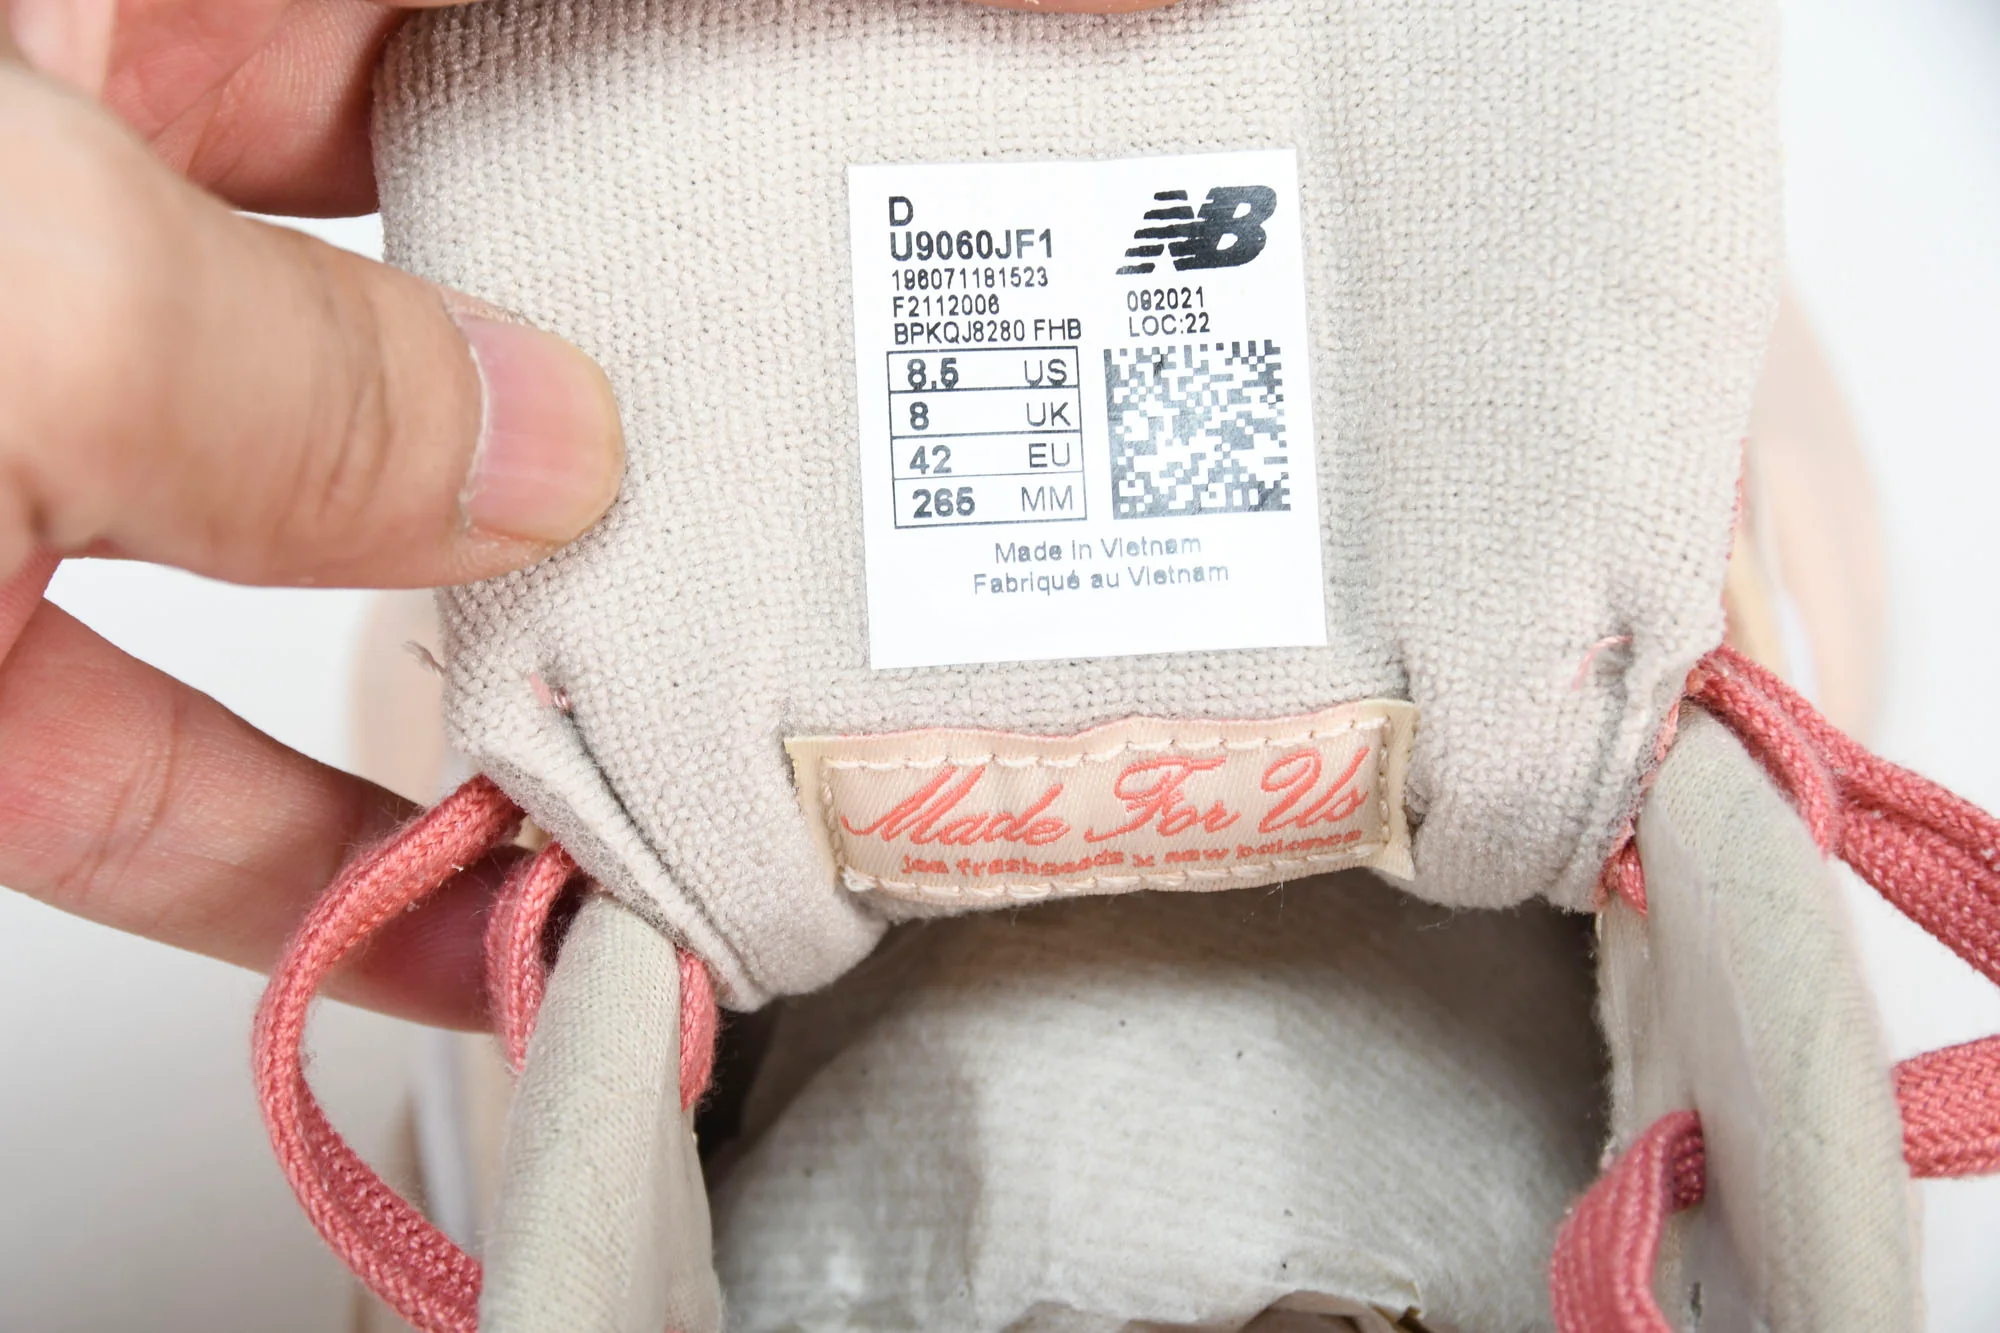 D
U9060JF1
196071181523
F2112006
BPKQJ8280 FHB
NB
092021
LOC:22
8.5 US
8 UK
42 EU
265 MM
Made in Vietnam
Fabriqué au Vietnam
Made For Us
joe freshgoods x new balance